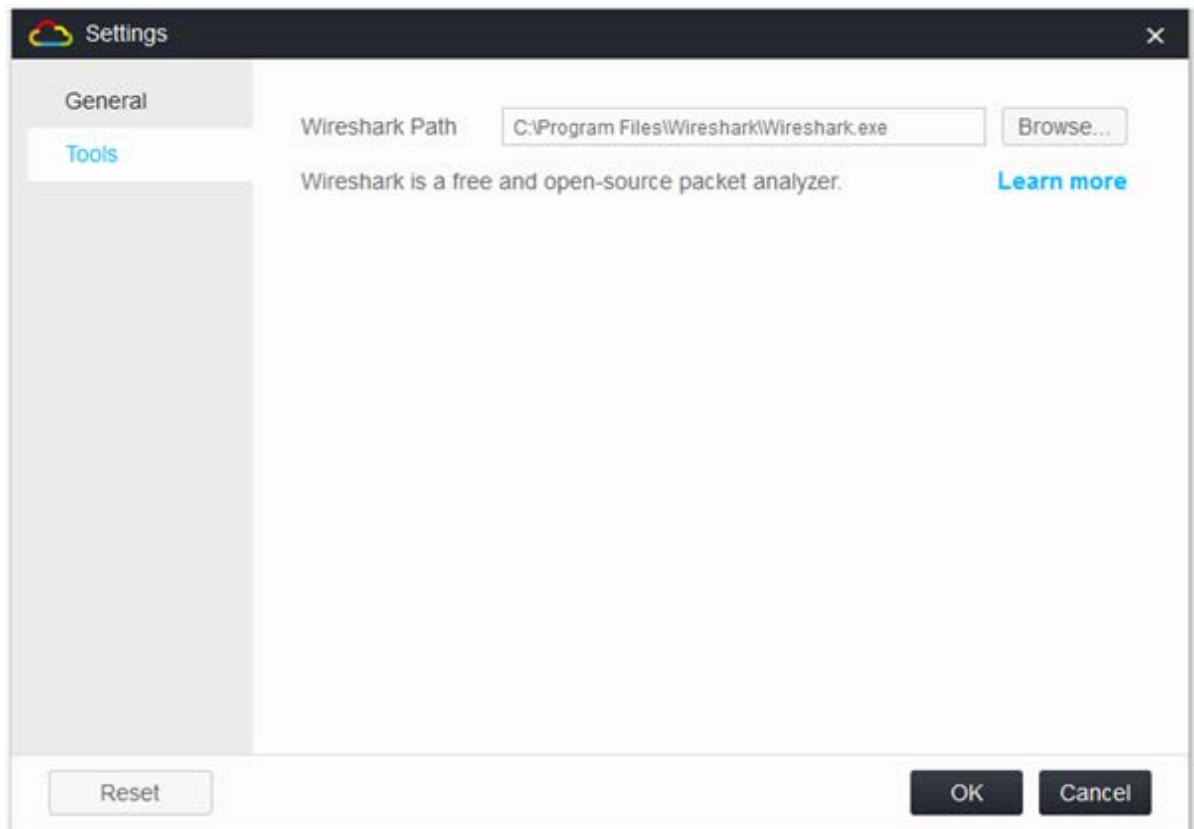 Settings
General
Tools
Wireshark Path
C:\Program Files\Wireshark\Wireshark.exe
Browse...
Wireshark is a free and open-source packet analyzer.
Learn more
Reset
OK
Cancel